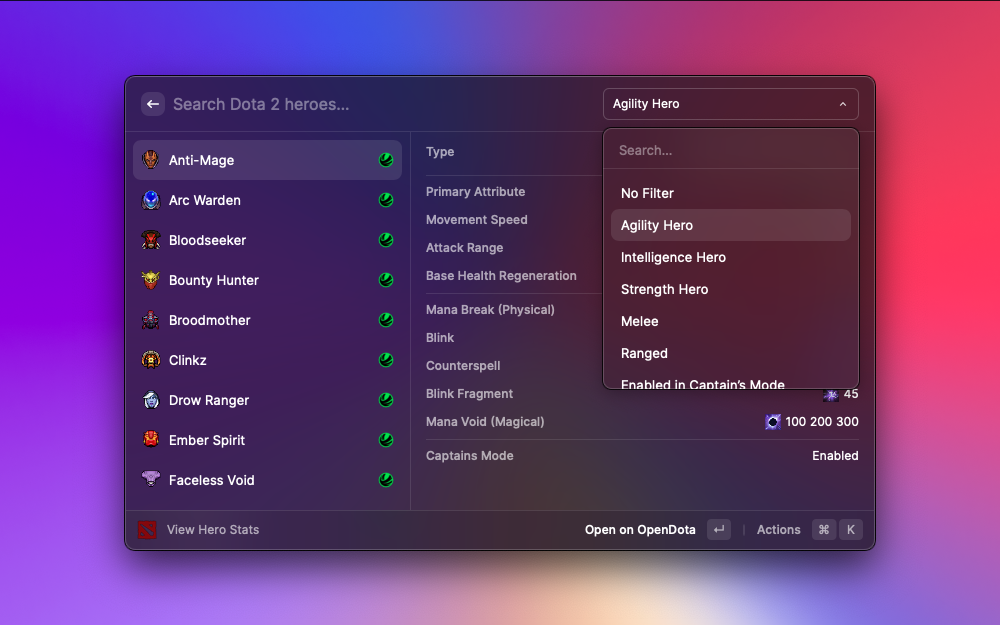 Search Dota 2 heroes...
Agility Hero
Anti-Mage
Arc Warden
Bloodseeker
Bounty Hunter
Broodmother
Clinkz
Drow Ranger
Ember Spirit
Faceless Void
Type
Primary Attribute
Movement Speed
Attack Range
Base Health Regeneration
Mana Break (Physical)
Blink
Counterspell
Blink Fragment 45
Mana Void (Magical) 100 200 300
Captains Mode Enabled
Search...
No Filter
Agility Hero
Intelligence Hero
Strength Hero
Melee
Ranged
Enabled in Captain’s Mode
View Hero Stats
Open on OpenDota ↵ | Actions ⌘ K